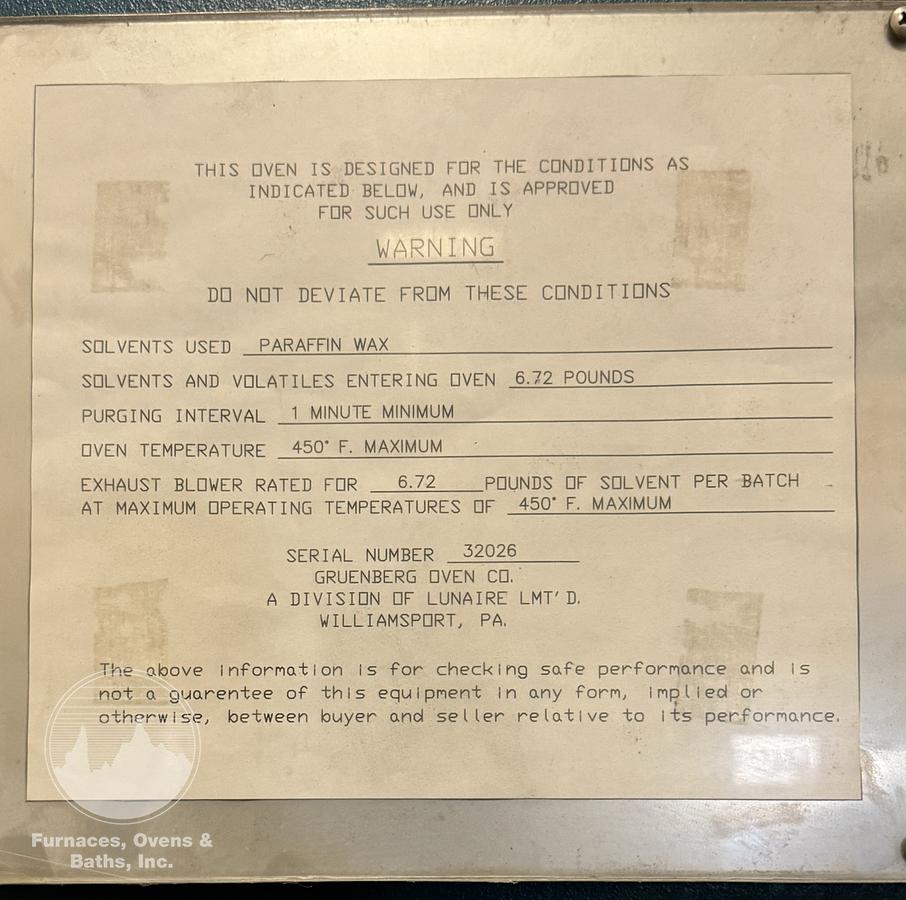 THIS OVEN IS DESIGNED FOR THE CONDITIONS AS
INDICATED BELOW, AND IS APPROVED
FOR SUCH USE ONLY
WARNING
DO NOT DEVIATE FROM THESE CONDITIONS
SOLVENTS USED PARAFFIN WAX
SOLVENTS AND VOLATILES ENTERING OVEN 6.72 POUNDS
PURGING INTERVAL 1 MINUTE MINIMUM
OVEN TEMPERATURE 450° F. MAXIMUM
EXHAUST BLOWER RATED FOR 6.72 POUNDS OF SOLVENT PER BATCH
AT MAXIMUM OPERATING TEMPERATURES OF 450° F. MAXIMUM
SERIAL NUMBER 32026
GRUENBERG OVEN CO.
A DIVISION OF LUNAIRE LMT'D.
WILLIAMSPORT, PA.
The above information is for checking safe performance and is
not a guarentee of this equipment in any form, implied or
otherwise, between buyer and seller relative to its performance.
Furnaces, Ovens &
Baths, Inc.